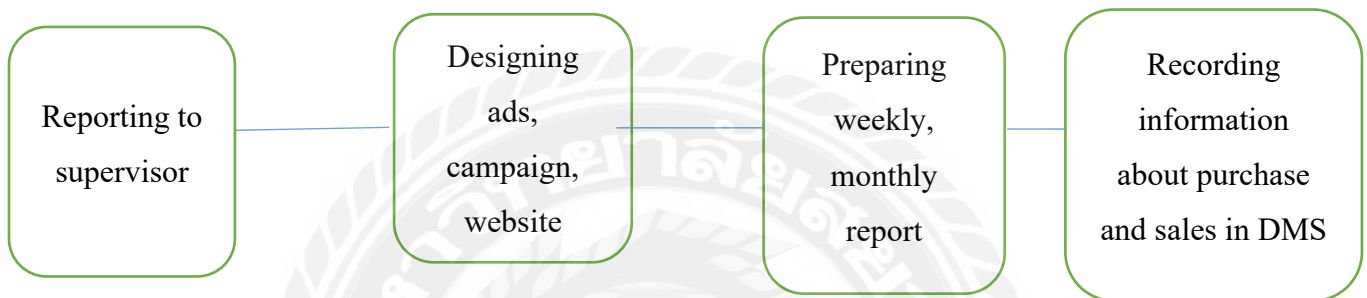 Reporting to
supervisor
Designing
ads,
campaign,
website
Preparing
weekly,
monthly
report
Recording
information
about purchase
and sales in DMS